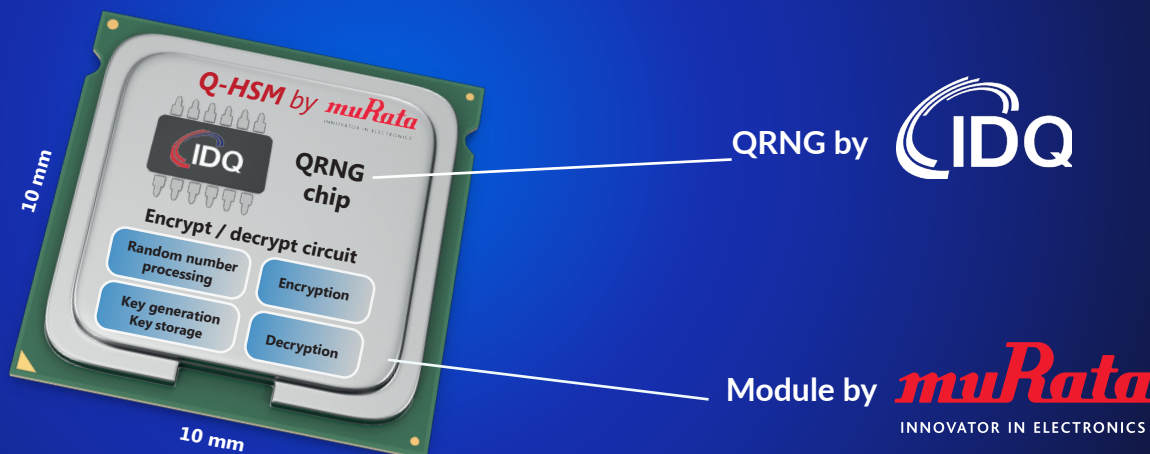 Q-HSM by muRata
INNOVATOR IN ELECTRONICS
IDQ
QRNG
chip
Encrypt / decrypt circuit
Random number
processing
Encryption
Key generation
Key storage
Decryption
10 mm
10 mm
QRNG by IDQ
Module by muRata
INNOVATOR IN ELECTRONICS